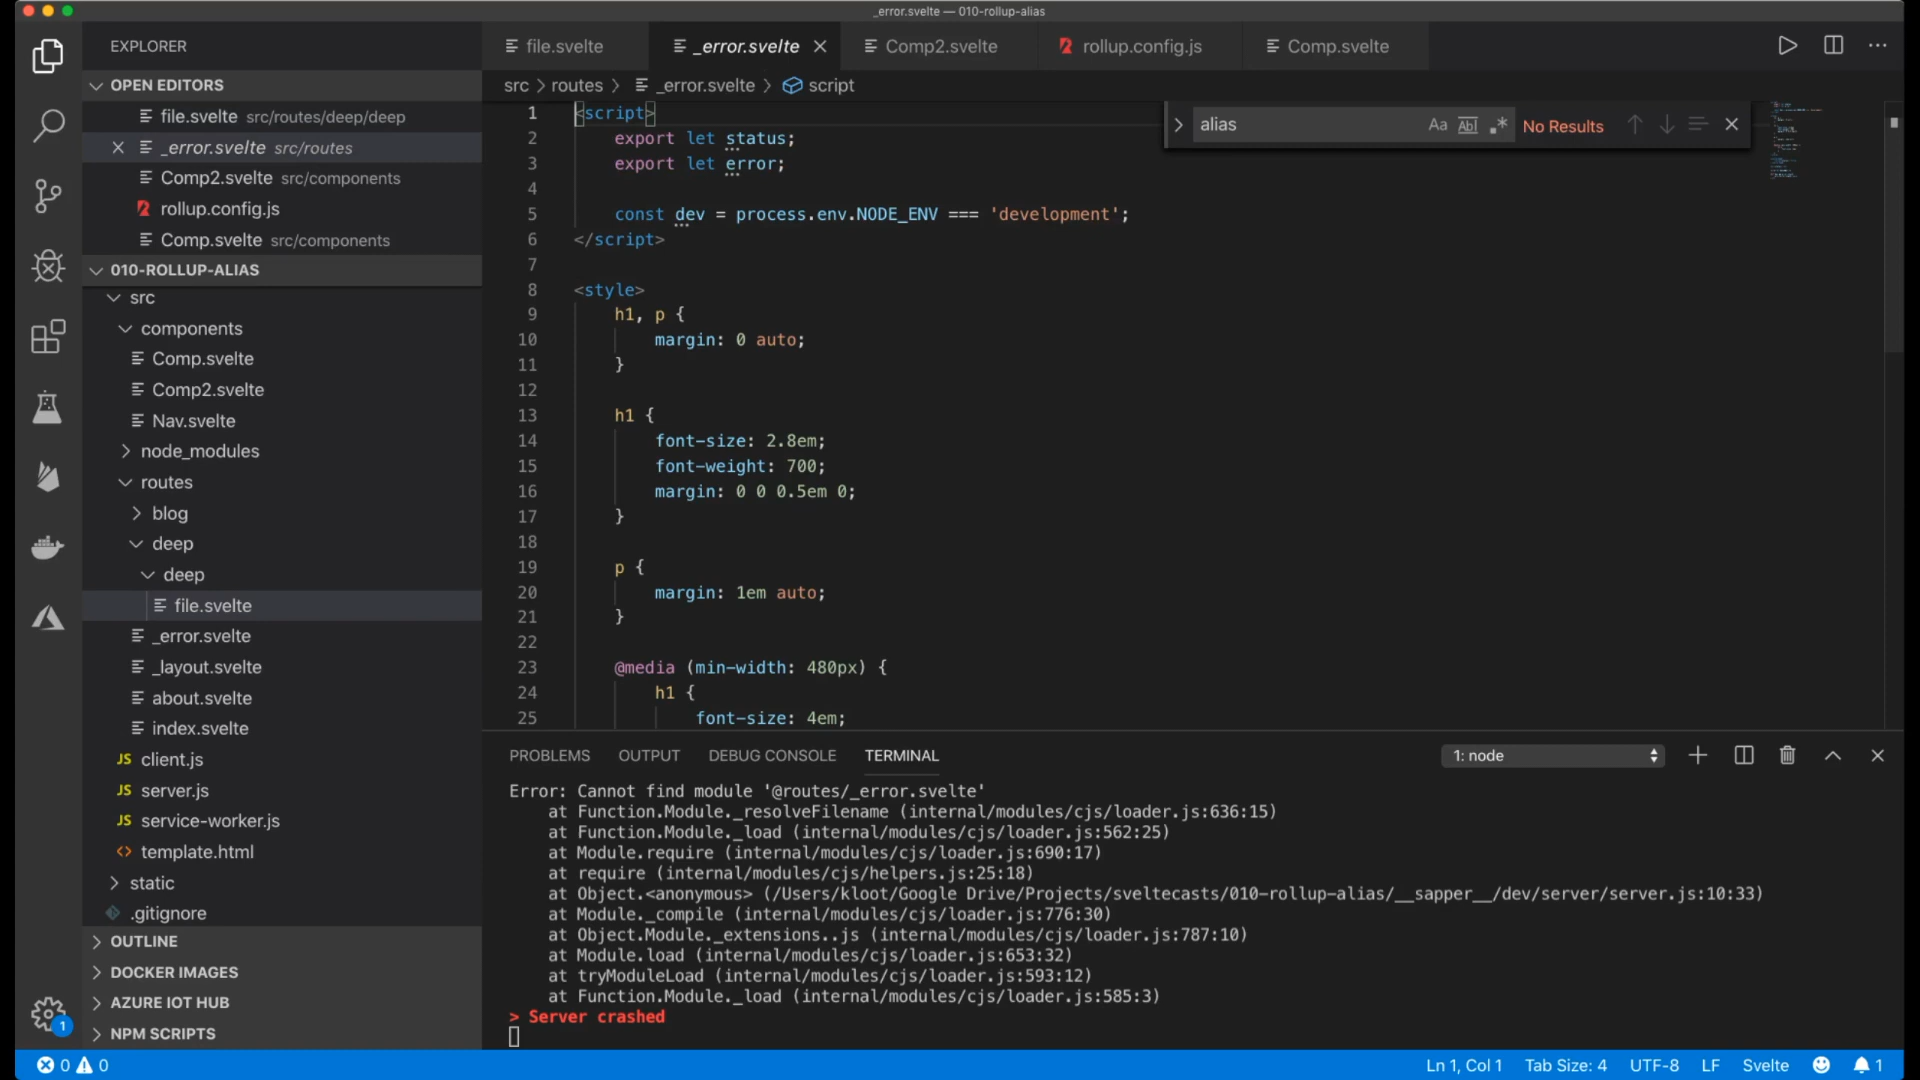 _error.svelte — 010-rollup-alias
EXPLORER
OPEN EDITORS
file.svelte src/routes/deep/deep
_error.svelte src/routes
Comp2.svelte src/components
rollup.config.js
Comp.svelte src/components
010-ROLLUP-ALIAS
src
components
Comp.svelte
Comp2.svelte
Nav.svelte
node_modules
routes
blog
deep
deep
file.svelte
_error.svelte
_layout.svelte
about.svelte
index.svelte
JS client.js
JS server.js
JS service-worker.js
<> template.html
static
.gitignore
OUTLINE
DOCKER IMAGES
AZURE IOT HUB
NPM SCRIPTS
1
file.svelte _error.svelte Comp2.svelte rollup.config.js Comp.svelte
src > routes > _error.svelte > script
alias Aa Abl .* No Results
1 <script>
2 export let status;
3 export let error;
4
5 const dev = process.env.NODE_ENV === 'development';
6 </script>
7
8 <style>
9 h1, p {
10 margin: 0 auto;
11 }
12
13 h1 {
14 font-size: 2.8em;
15 font-weight: 700;
16 margin: 0 0 0.5em 0;
17 }
18
19 p {
20 margin: 1em auto;
21 }
22
23 @media (min-width: 480px) {
24 h1 {
25 font-size: 4em;
PROBLEMS OUTPUT DEBUG CONSOLE TERMINAL 1: node
Error: Cannot find module '@routes/_error.svelte'
at Function.Module._resolveFilename (internal/modules/cjs/loader.js:636:15)
at Function.Module._load (internal/modules/cjs/loader.js:562:25)
at Module.require (internal/modules/cjs/loader.js:690:17)
at require (internal/modules/cjs/helpers.js:25:18)
at Object.<anonymous> (/Users/kloot/Google Drive/Projects/sveltecasts/010-rollup-alias/__sapper__/dev/server/server.js:10:33)
at Module._compile (internal/modules/cjs/loader.js:776:30)
at Object.Module._extensions..js (internal/modules/cjs/loader.js:787:10)
at Module.load (internal/modules/cjs/loader.js:653:32)
at tryModuleLoad (internal/modules/cjs/loader.js:593:12)
at Function.Module._load (internal/modules/cjs/loader.js:585:3)
> Server crashed
0 0 Ln 1, Col 1 Tab Size: 4 UTF-8 LF Svelte 1